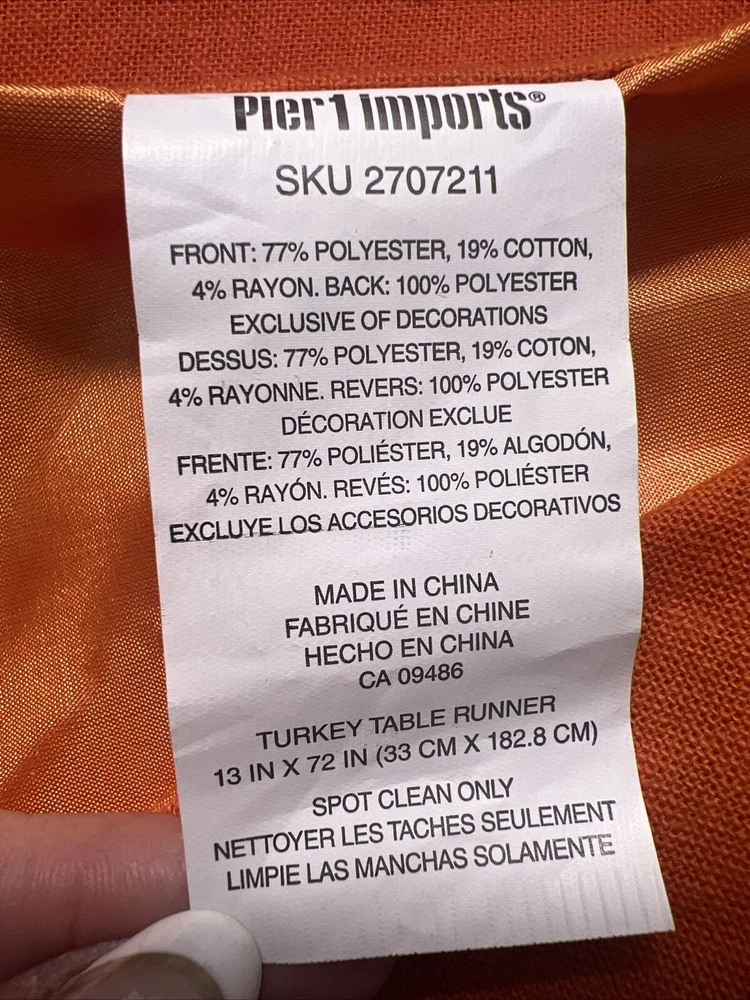 Pier 1 imports®
SKU 2707211
FRONT: 77% POLYESTER, 19% COTTON,
4% RAYON. BACK: 100% POLYESTER
EXCLUSIVE OF DECORATIONS
DESSUS: 77% POLYESTER, 19% COTON,
4% RAYONNE. REVERS: 100% POLYESTER
DÉCORATION EXCLUE
FRENTE: 77% POLIÉSTER, 19% ALGODÓN,
4% RAYÓN. REVÉS: 100% POLIÉSTER
EXCLUYE LOS ACCESORIOS DECORATIVOS
MADE IN CHINA
FABRIQUÉ EN CHINE
HECHO EN CHINA
CA 09486
TURKEY TABLE RUNNER
13 IN X 72 IN (33 CM X 182.8 CM)
SPOT CLEAN ONLY
NETTOYER LES TACHES SEULEMENT
LIMPIE LAS MANCHAS SOLAMENTE